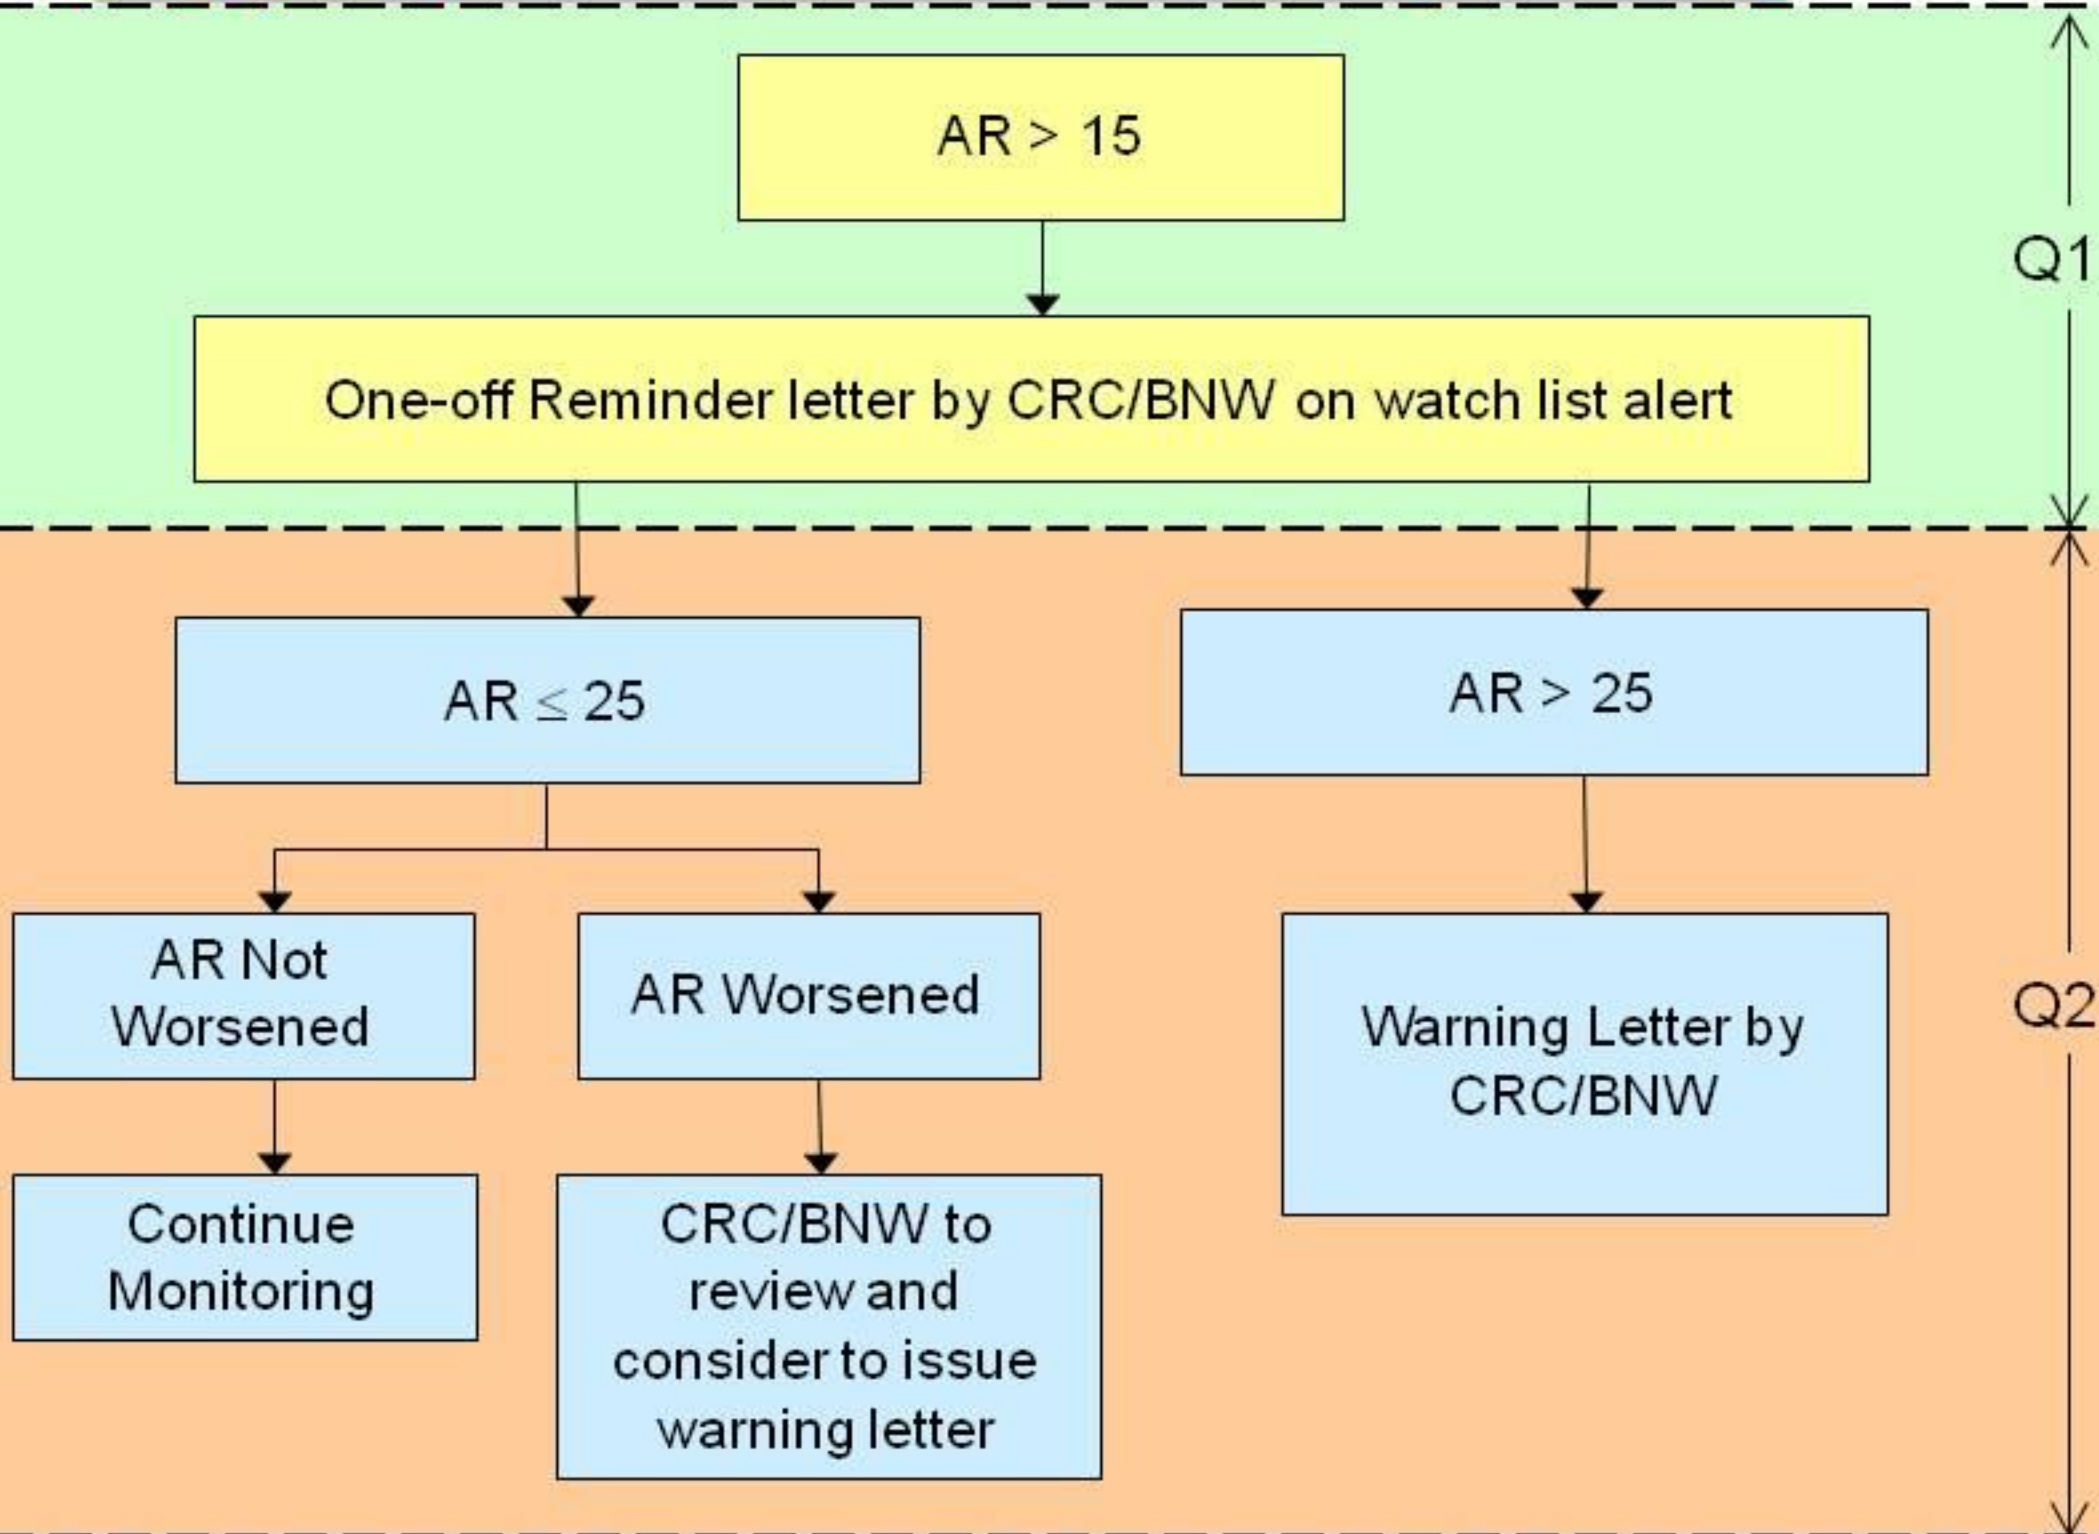 AR > 15
Q1
One-off Reminder letter by CRC/BNW on watch list alert
AR ≤ 25
AR > 25
AR Not
Worsened
AR Worsened
Warning Letter by
CRC/BNW
Q2
Continue
Monitoring
CRC/BNW to
review and
consider to issue
warning letter